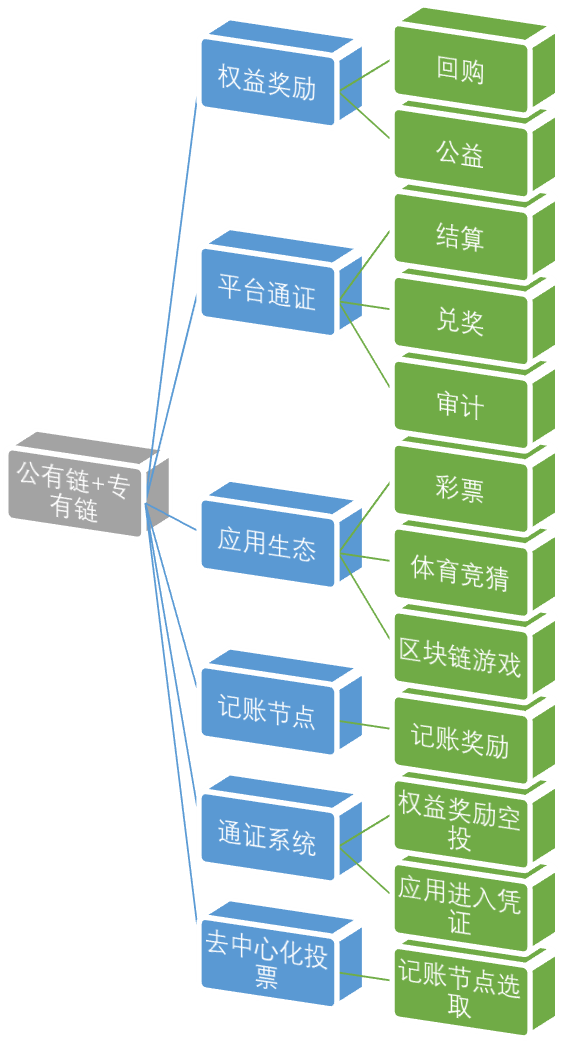 公有链+专
有链
权益奖励
回购
公益
平台通证
结算
兑奖
审计
应用生态
彩票
体育竞猜
区块链游戏
记账节点
记账奖励
通证系统
权益奖励空
投
应用进入凭
证
去中心化投
票
记账节点选
取